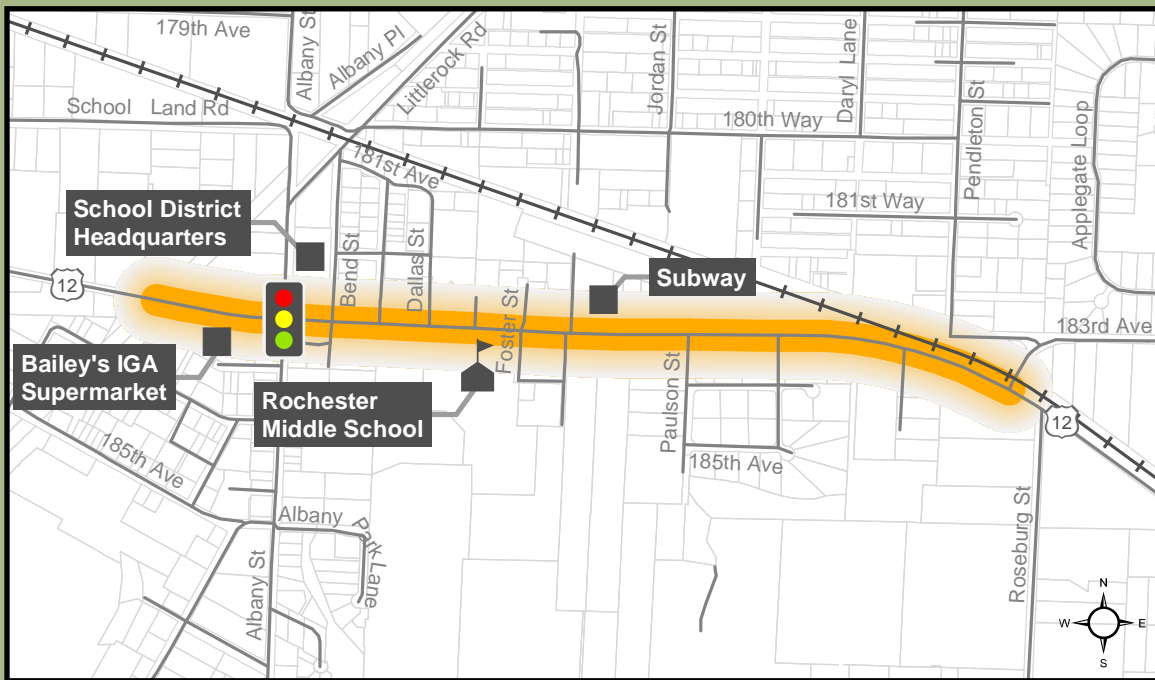 179th Ave
Albany St
Albany Pl
Littlerock Rd
Jordan St
Daryl Lane
Pendleton St
Applegate Loop
School Land Rd
180th Way
181st Ave
181st Way
School District
Headquarters
12
Bend St
Dallas St
Foster St
Subway
183rd Ave
Bailey's IGA
Supermarket
Rochester
Middle School
Paulson St
12
185th Ave
185th Ave
Albany
Park Lane
Albany St
Roseburg St
N
W
E
S